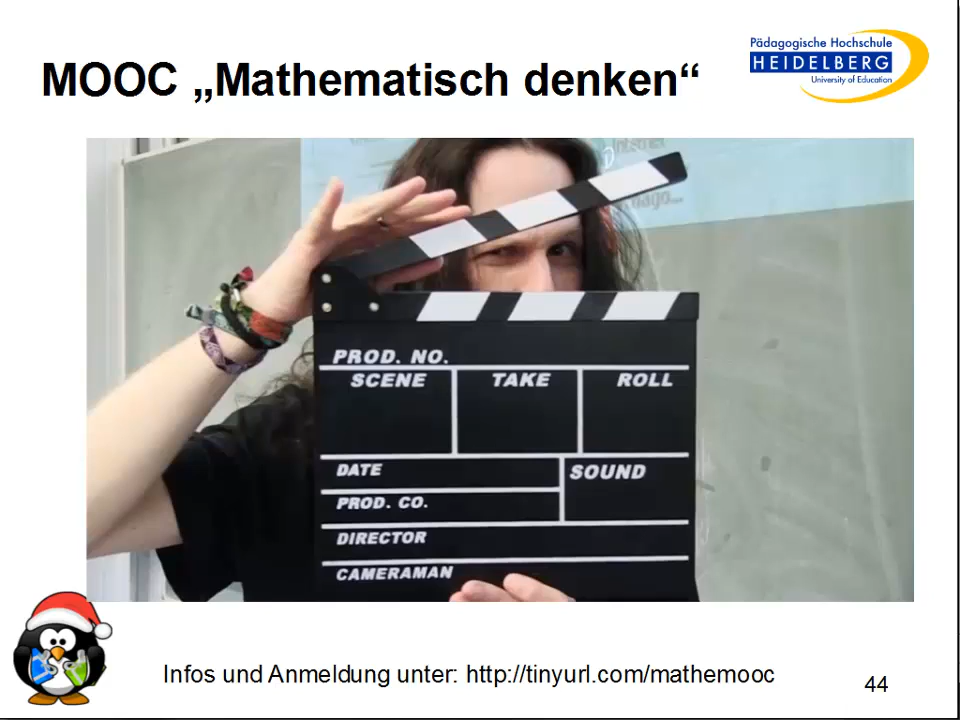 MOOC „Mathematisch denken“
Pädagogische Hochschule
HEIDELBERG
University of Education
PROD. NO.
SCENE TAKE ROLL
DATE SOUND
PROD. CO.
DIRECTOR
CAMERAMAN
Infos und Anmeldung unter: http://tinyurl.com/mathemooc
44